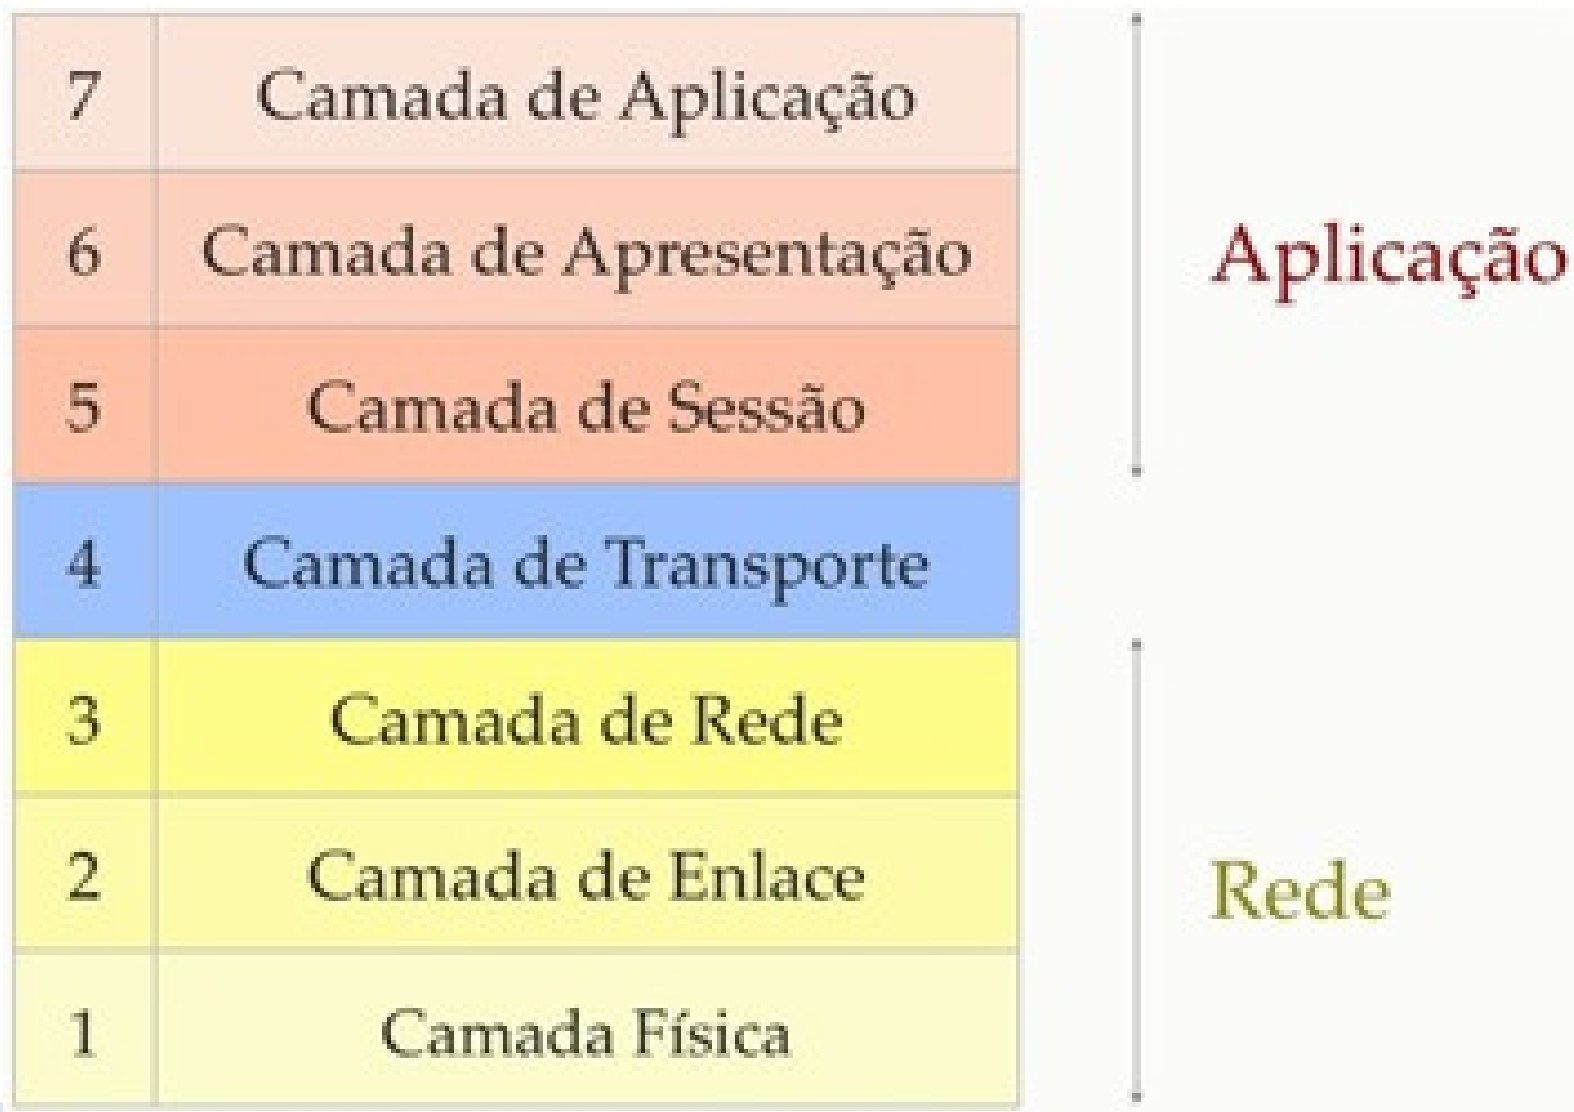 7 Camada de Aplicação
6 Camada de Apresentação
Aplicação
5 Camada de Sessão
4 Camada de Transporte
3 Camada de Rede
2 Camada de Enlace
Rede
1 Camada Física